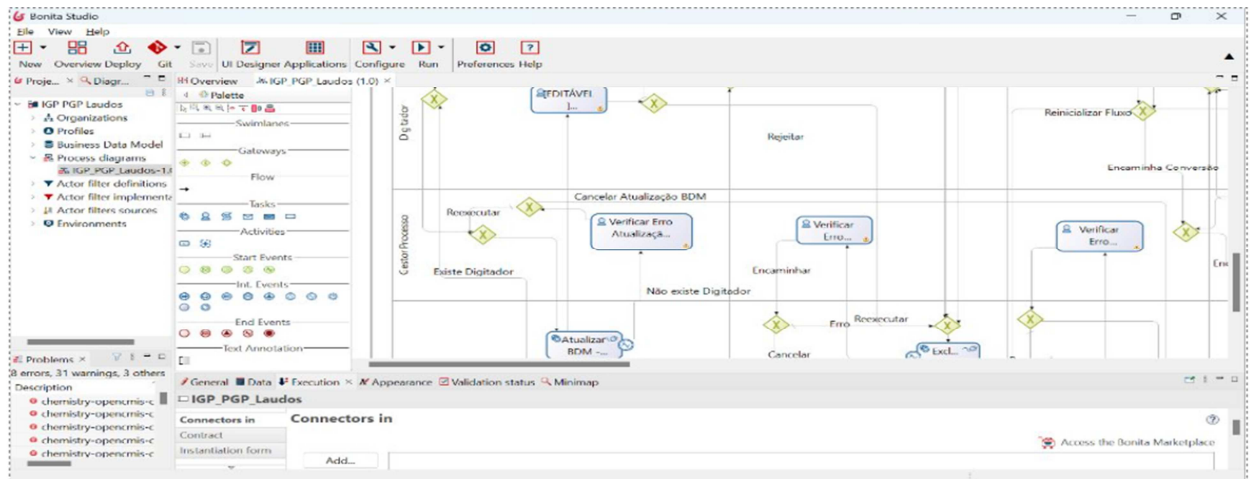 Bonita Studio
File View Help
New Overview Deploy Git Save UI Designer Applications Configure Run Preferences Help
Proje... Diagr...
IGP PGP Laudos
Organizations
Profiles
Business Data Model
Process diagrams
IGP_PGP_Laudos-1.
Actor filter definitions
Actor filter implementa
Actor filters sources
Environments
Overview IGP_PGP_Laudos (1.0)
Palette
Swimlanes
Gateways
Flow
Tasks
Activities
Start Events
Int. Events
End Events
Text Annotation
Digitador
[EDITÁVEL
]...
Rejeitar
Reinicializar Fluxo
Encaminha Conversão
Gestor Processo
Cancelar Atualização BDM
Reexecutar
Verificar Erro
Atualizaçã...
Verificar
Erro...
Verificar
Erro...
Existe Digitador
Encaminhar
Não existe Digitador
Atualizar
BDM -...
Erro
Reexecutar
Cancelar
Excl...
Problems
8 errors, 31 warnings, 3 others
Description
chemistry-opencmis-c
chemistry-opencmis-c
chemistry-opencmis-c
chemistry-opencmis-c
chemistry-opencmis-c
General Data Execution Appearance Validation status Minimap
IGP_PGP_Laudos
Connectors in
Contract
Instantiation form
Connectors in
Access the Bonita Marketplace
Add...